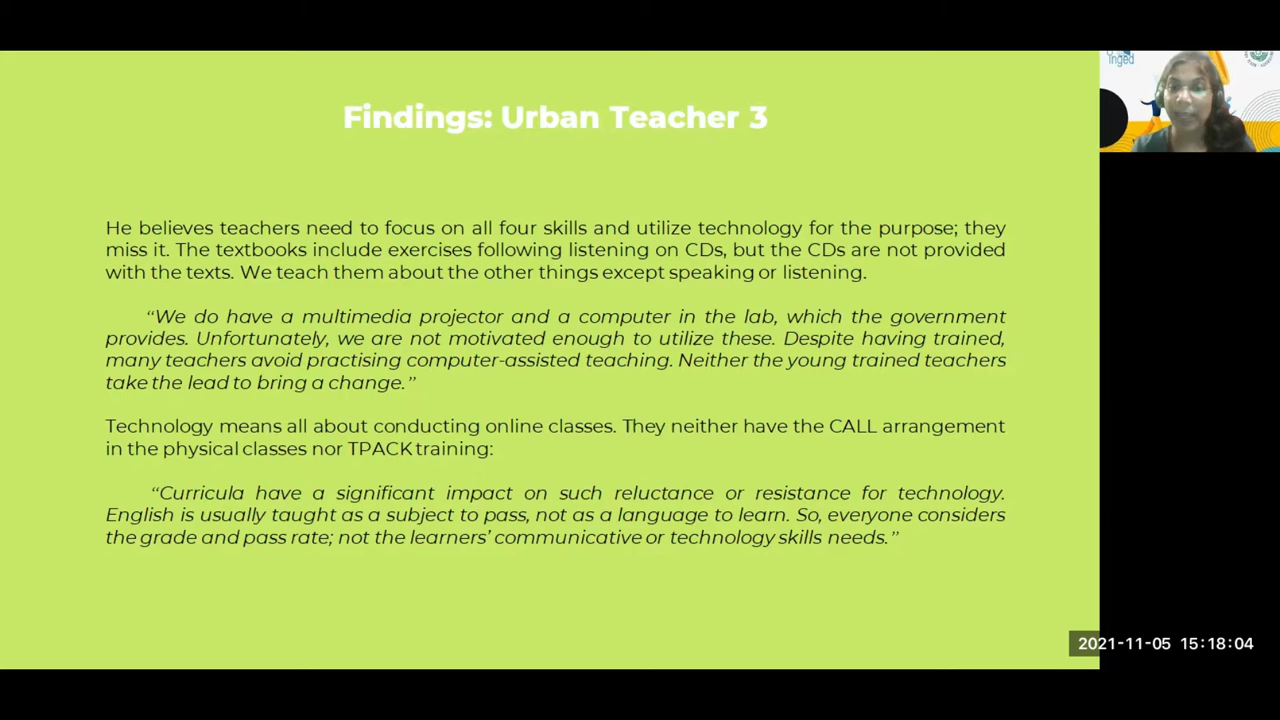 Findings: Urban Teacher 3
inged
He believes teachers need to focus on all four skills and utilize technology for the purpose; they
miss it. The textbooks include exercises following listening on CDs, but the CDs are not provided
with the texts. We teach them about the other things except speaking or listening.
“We do have a multimedia projector and a computer in the lab, which the government
provides. Unfortunately, we are not motivated enough to utilize these. Despite having trained,
many teachers avoid practising computer-assisted teaching. Neither the young trained teachers
take the lead to bring a change.”
Technology means all about conducting online classes. They neither have the CALL arrangement
in the physical classes nor TPACK training:
“Curricula have a significant impact on such reluctance or resistance for technology.
English is usually taught as a subject to pass, not as a language to learn. So, everyone considers
the grade and pass rate; not the learners’ communicative or technology skills needs.”
2021-11-05 15:18:04